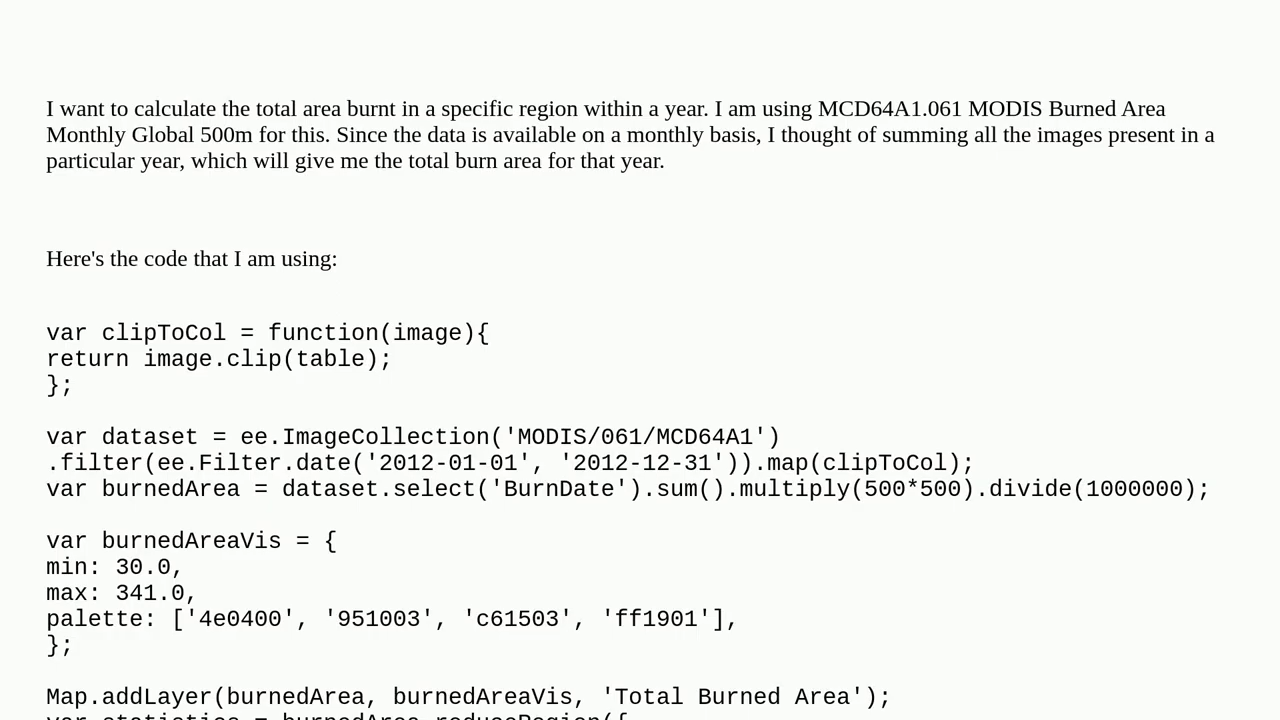 I want to calculate the total area burnt in a specific region within a year. I am using MCD64A1.061 MODIS Burned Area
Monthly Global 500m for this. Since the data is available on a monthly basis, I thought of summing all the images present in a
particular year, which will give me the total burn area for that year.
Here's the code that I am using:
var clipToCol = function(image){
return image.clip(table);
};
var dataset = ee.ImageCollection('MODIS/061/MCD64A1')
.filter(ee.Filter.date('2012-01-01', '2012-12-31')).map(clipToCol);
var burnedArea = dataset.select('BurnDate').sum().multiply(500*500).divide(1000000);
var burnedAreaVis = {
min: 30.0,
max: 341.0,
palette: ['4e0400', '951003', 'c61503', 'ff1901'],
};
Map.addLayer(burnedArea, burnedAreaVis, 'Total Burned Area');
var statistics = burnedArea.reduceRegion({